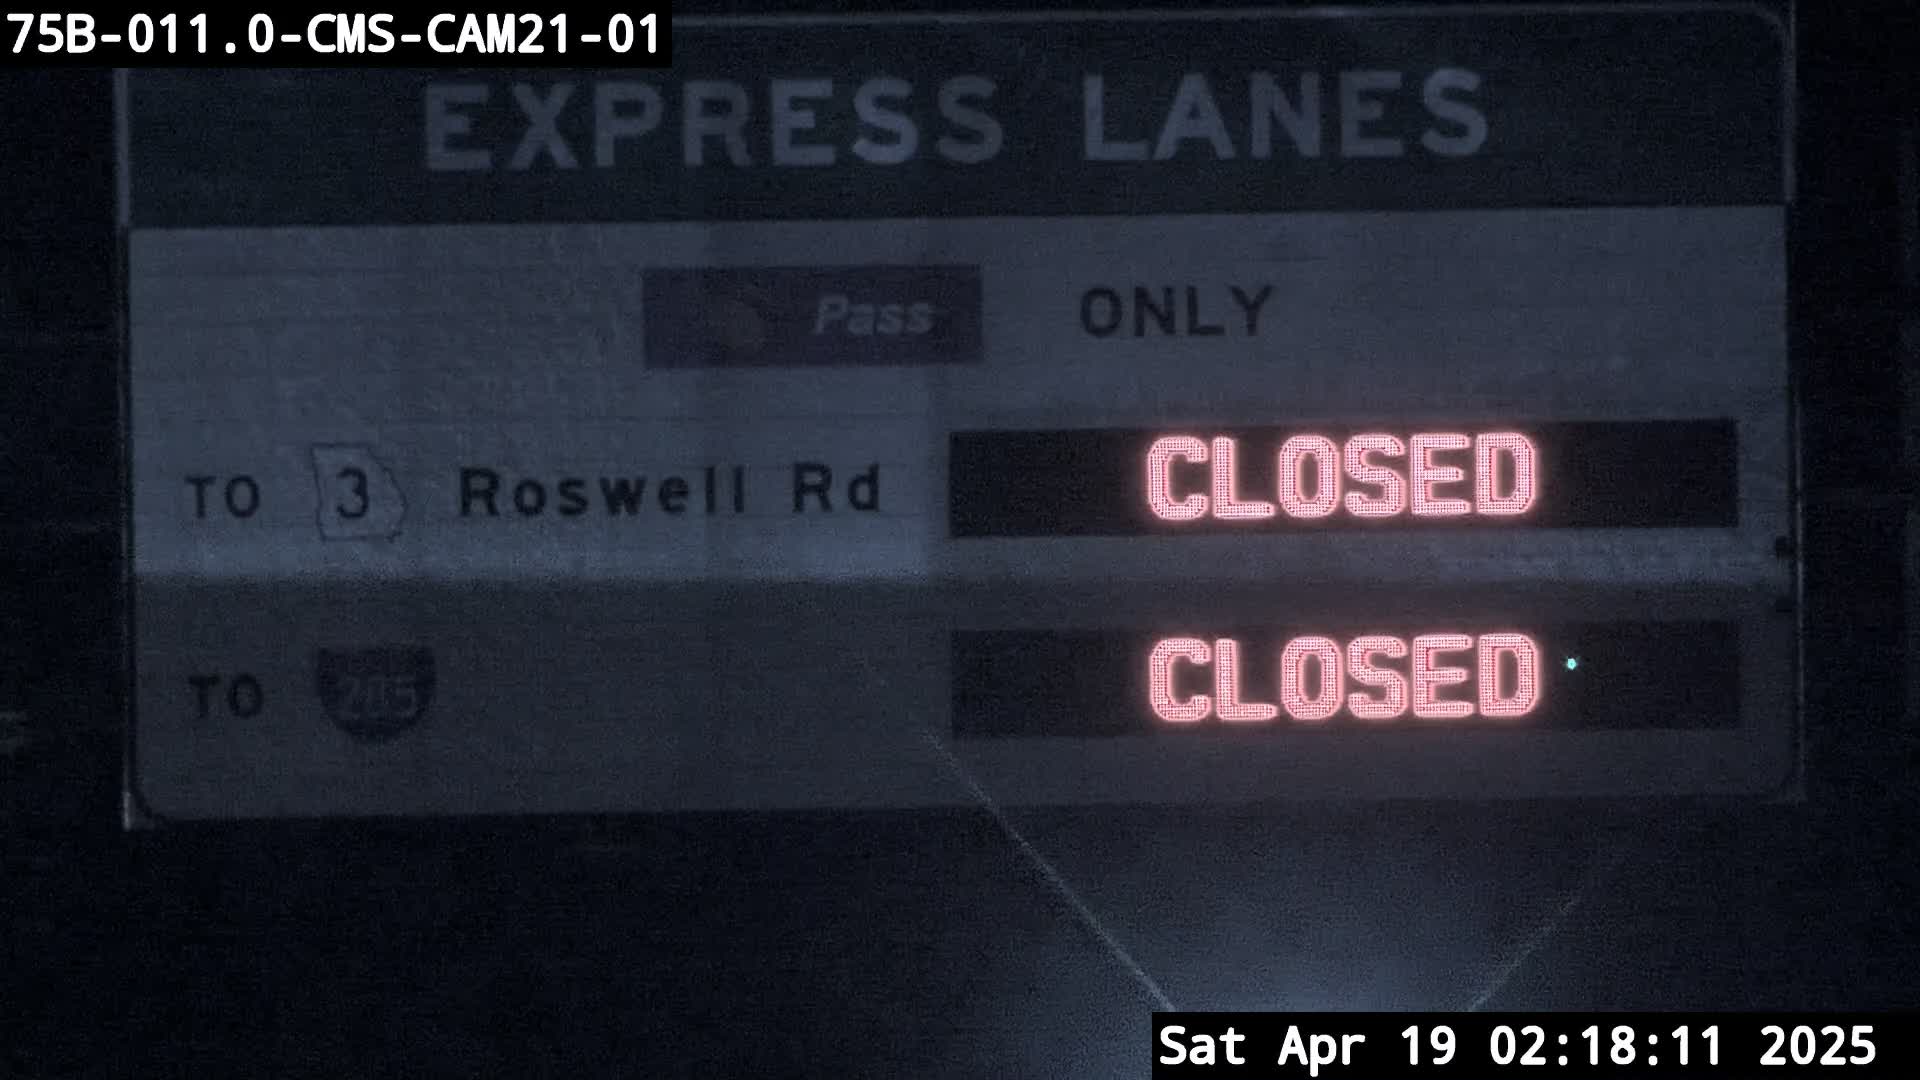 75B-011.0-CMS-CAM21-01
EXPRESS LANES
Pass ONLY
TO 3 Roswell Rd CLOSED
TO 285 CLOSED
Sat Apr 19 02:18:11 2025